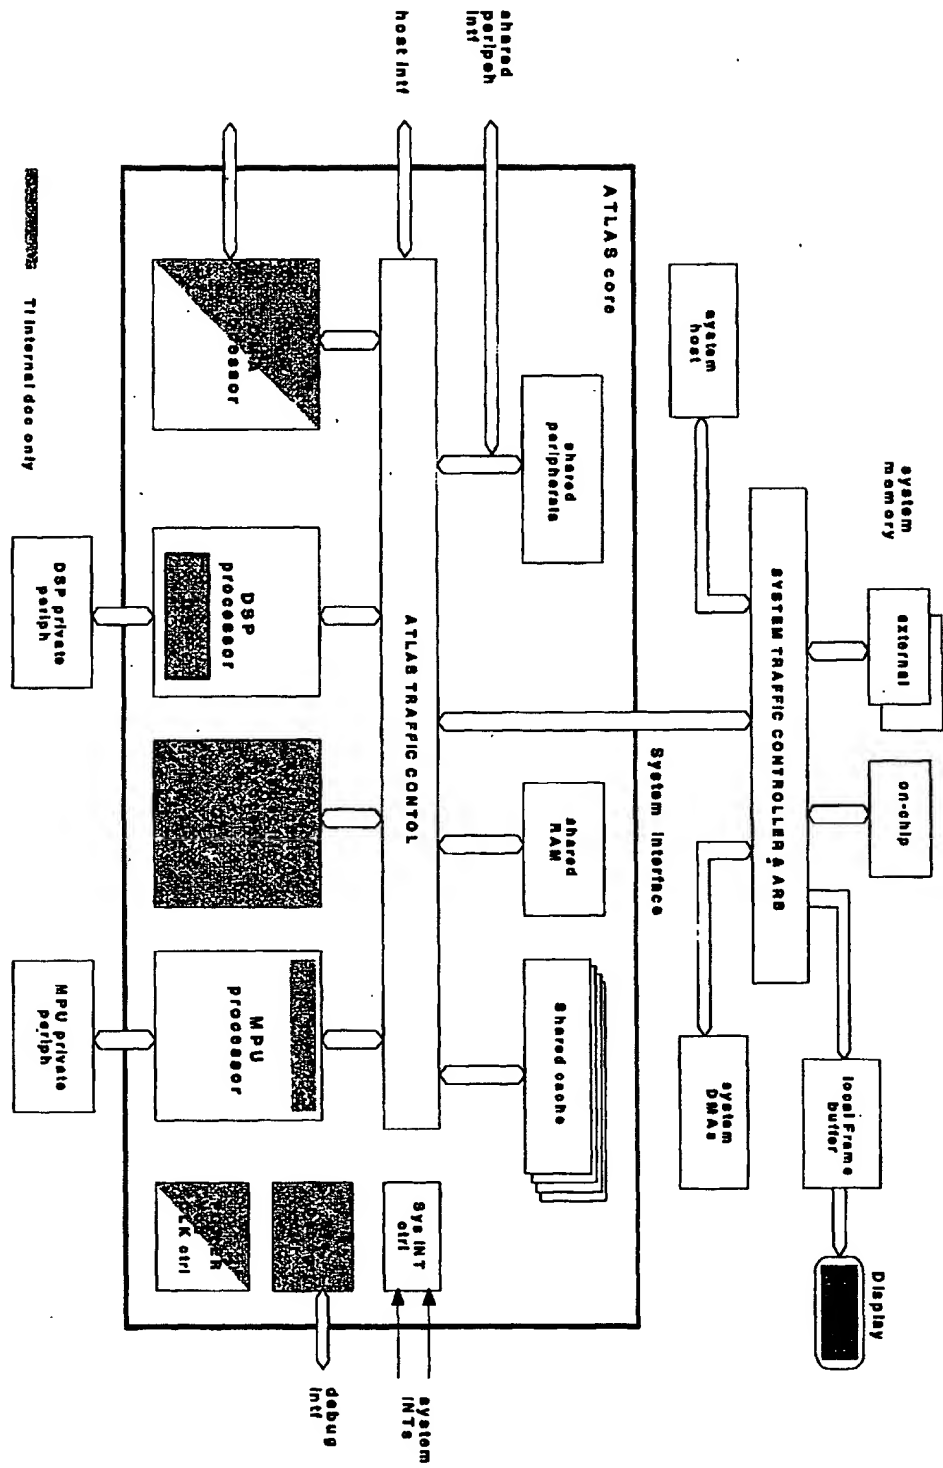 system
memory
external
on-chip
local Frame
buffer
Display
SYSTEM TRAFFIC CONTROLLER & ARB
system
host
system
DMAs
System Interface
ATLAS core
shared
peripherals
shared
RAM
Shared cache
shared
peripeh
intf
host intf
ATLAS TRAFFIC CONTOL
Sys INT
ctrl
system
INTs
DSP
processor
MPU
processor
debug
intf
LK ctrl
DSP private
periph
MPU private
periph
TI internal doc only